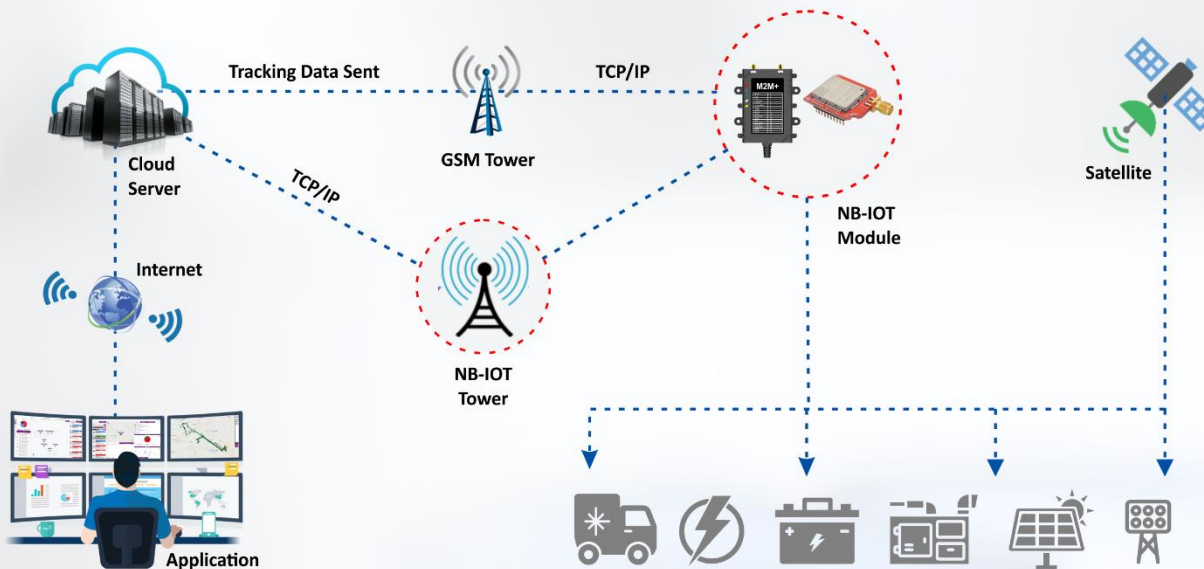 Tracking Data Sent
TCP/IP
M2M+
GSM Tower
Cloud
Server
Satellite
TCP/IP
NB-IOT
Module
Internet
NB-IOT
Tower
Application